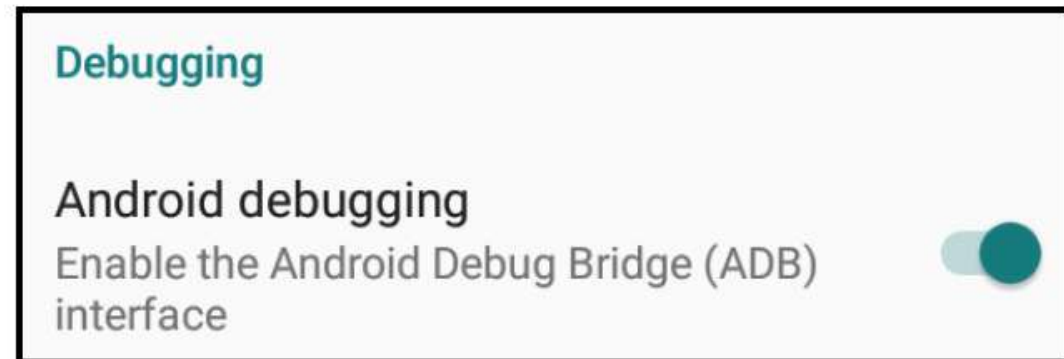 Debugging
Android debugging
Enable the Android Debug Bridge (ADB)
interface